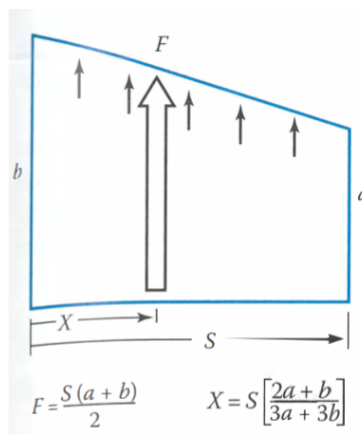 F
b
a
X
S
F = S (a + b) / 2
X = S [ 2a + b / 3a + 3b ]